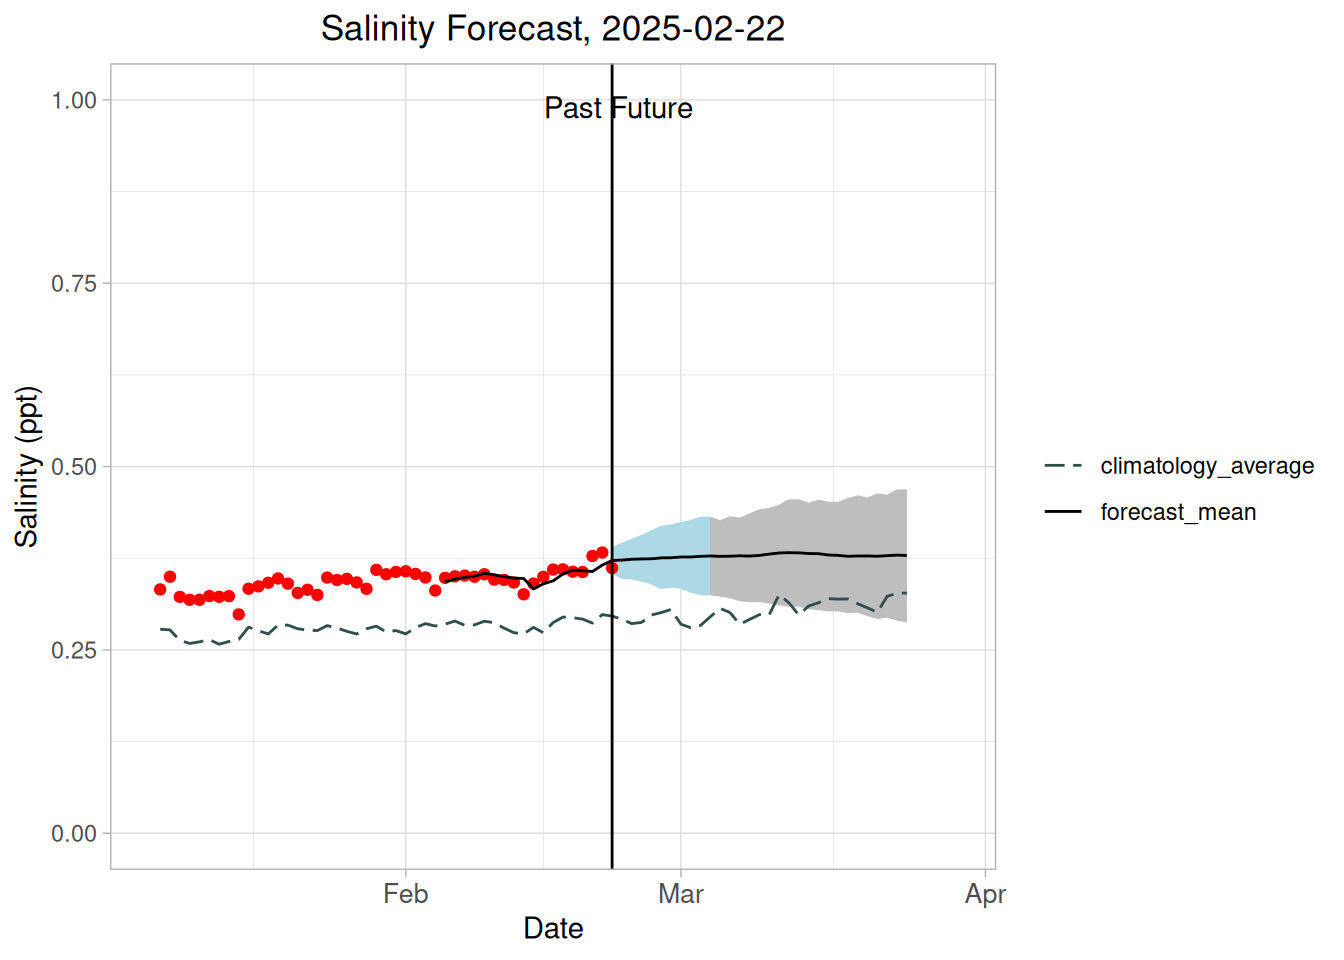 Salinity Forecast, 2025-02-22
Past Future
1.00
0.75
0.50
0.25
0.00
Salinity (ppt)
Feb Mar Apr
Date
climatology_average
forecast_mean